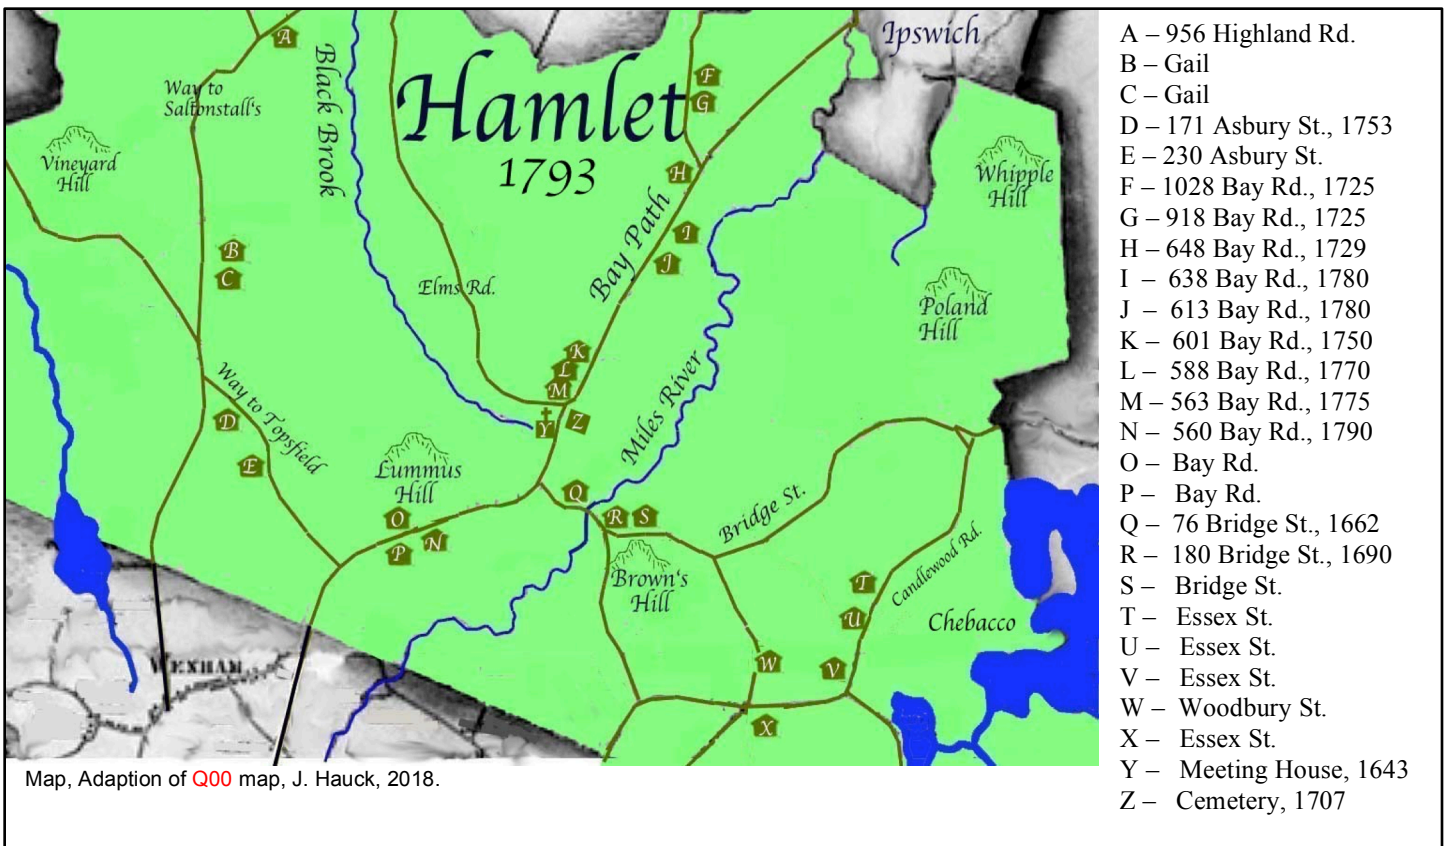 Hamlet
1793
Ipswich
Black Brook
Way to
Saltonstall's
Vineyard
Hill
Whipple
Hill
Bay Path
Elms Rd.
Poland
Hill
Miles River
Way to Topsfield
Lummus
Hill
Bridge St.
Brown's
Hill
Candlewood Rd.
Chebacco
WENHAM
A
B
C
D
E
F
G
H
I
J
K
L
M
Y
Z
O
P
N
Q
R
S
T
U
V
W
X
Map, Adaption of Q00 map, J. Hauck, 2018.
A – 956 Highland Rd.
B – Gail
C – Gail
D – 171 Asbury St., 1753
E – 230 Asbury St.
F – 1028 Bay Rd., 1725
G – 918 Bay Rd., 1725
H – 648 Bay Rd., 1729
I – 638 Bay Rd., 1780
J – 613 Bay Rd., 1780
K – 601 Bay Rd., 1750
L – 588 Bay Rd., 1770
M – 563 Bay Rd., 1775
N – 560 Bay Rd., 1790
O – Bay Rd.
P – Bay Rd.
Q – 76 Bridge St., 1662
R – 180 Bridge St., 1690
S – Bridge St.
T – Essex St.
U – Essex St.
V – Essex St.
W – Woodbury St.
X – Essex St.
Y – Meeting House, 1643
Z – Cemetery, 1707